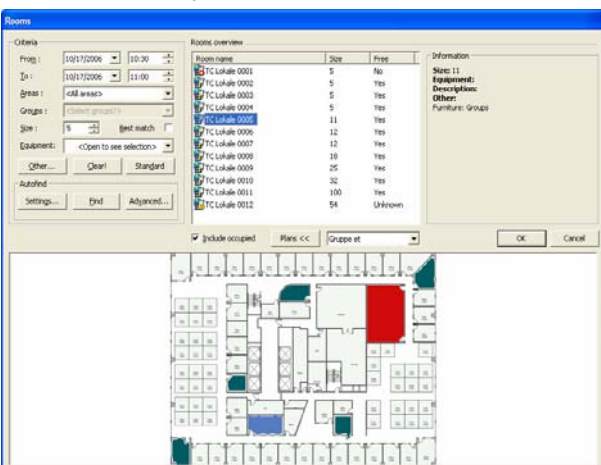 Rooms
Criteria
From:
10/17/2006
10:30
To:
10/17/2006
11:00
Areas :
<All areas>
Groups :
<Select groups?>
Size :
5
Best match
Equipment:
<Open to see selection>
Other...
Clear!
Standard
Autofind
Settings...
Find
Advanced...
Rooms overview
Room name Size Free
TC Lokale 0001 5 No
TC Lokale 0002 5 Yes
TC Lokale 0003 5 Yes
TC Lokale 0004 5 Yes
TC Lokale 0005 11 Yes
TC Lokale 0006 12 Yes
TC Lokale 0007 12 Yes
TC Lokale 0008 18 Yes
TC Lokale 0009 25 Yes
TC Lokale 0010 32 Yes
TC Lokale 0011 100 Yes
TC Lokale 0012 54 Unknown
Information
Size: 11
Equipment:
Description:
Other:
Furniture: Groups
Include occupied
Plans <<
Gruppe et
OK
Cancel